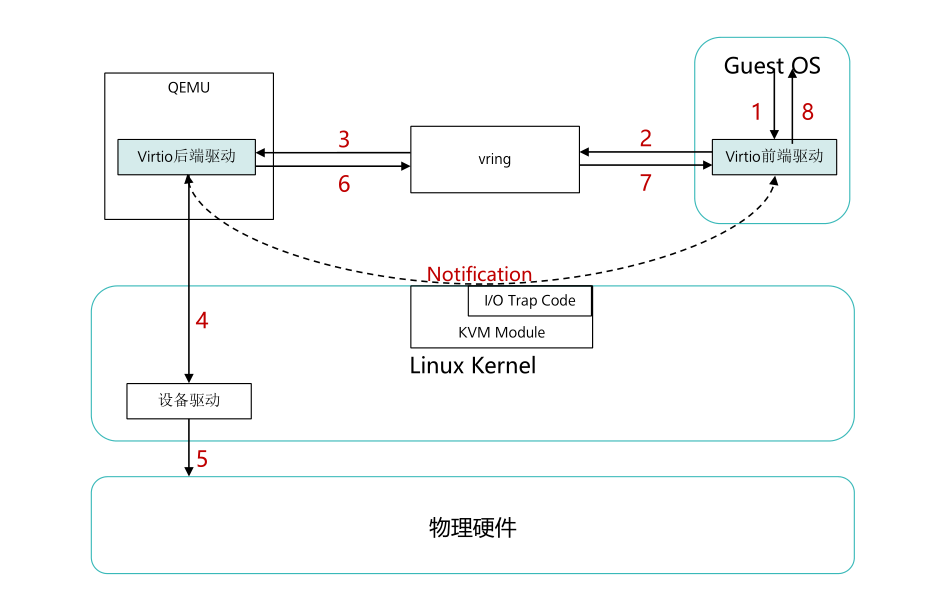 Guest OS
QEMU
1
8
3
2
Virtio后端驱动
vring
Virtio前端驱动
6
7
Notification
I/O Trap Code
4
KVM Module
Linux Kernel
设备驱动
5
物理硬件